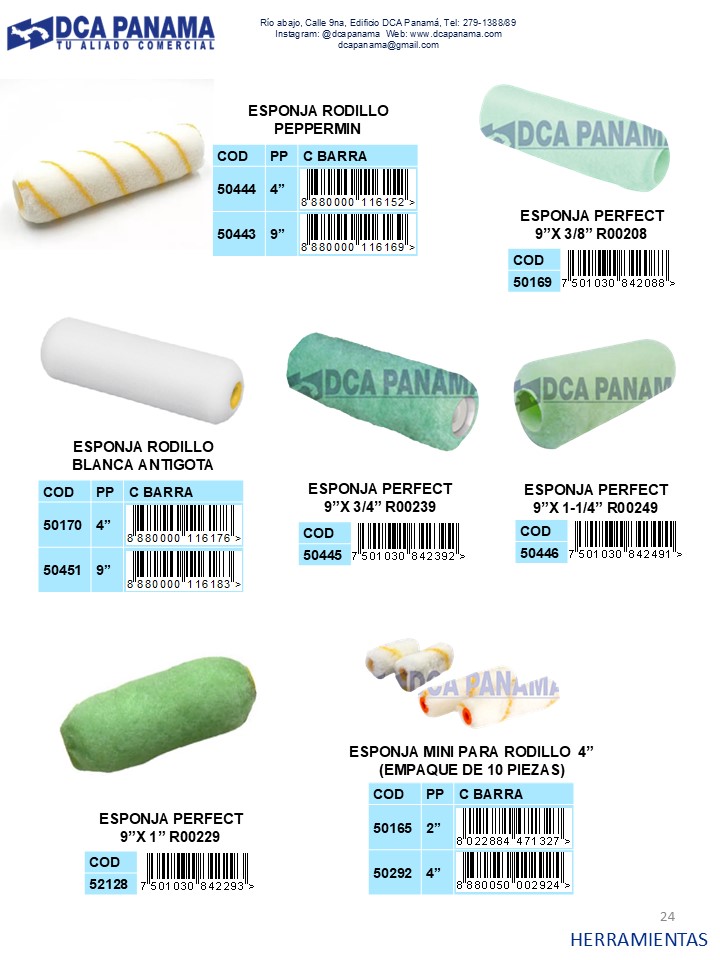 DCA PANAMA
TU ALIADO COMERCIAL
Río abajo, Calle 9na, Edificio DCA Panamá, Tel: 279-1388/89
Instagram: @dcapanama Web: www.dcapanama.com
dcapanama@gmail.com
ESPONJA RODILLO
PEPPERMIN
COD PP C BARRA
50444 4”
8 880000 116152 >
50443 9”
8 880000 116169 >
DCA PANAMA
ESPONJA PERFECT
9”X 3/8” R00208
COD
50169
7 501030 842088 >
ESPONJA RODILLO
BLANCA ANTIGOTA
COD PP C BARRA
50170 4”
8 880000 116176 >
50451 9”
8 880000 116183 >
DCA PANAMA
ESPONJA PERFECT
9”X 3/4” R00239
COD
50445
7 501030 842392 >
DCA PANAMA
ESPONJA PERFECT
9”X 1-1/4” R00249
COD
50446
7 501030 842491 >
ESPONJA PERFECT
9”X 1” R00229
COD
52128
7 501030 842293 >
DCA PANAMA
ESPONJA MINI PARA RODILLO 4”
(EMPAQUE DE 10 PIEZAS)
COD PP C BARRA
50165 2”
8 022884 471327 >
50292 4”
8 880050 002924 >
24
HERRAMIENTAS